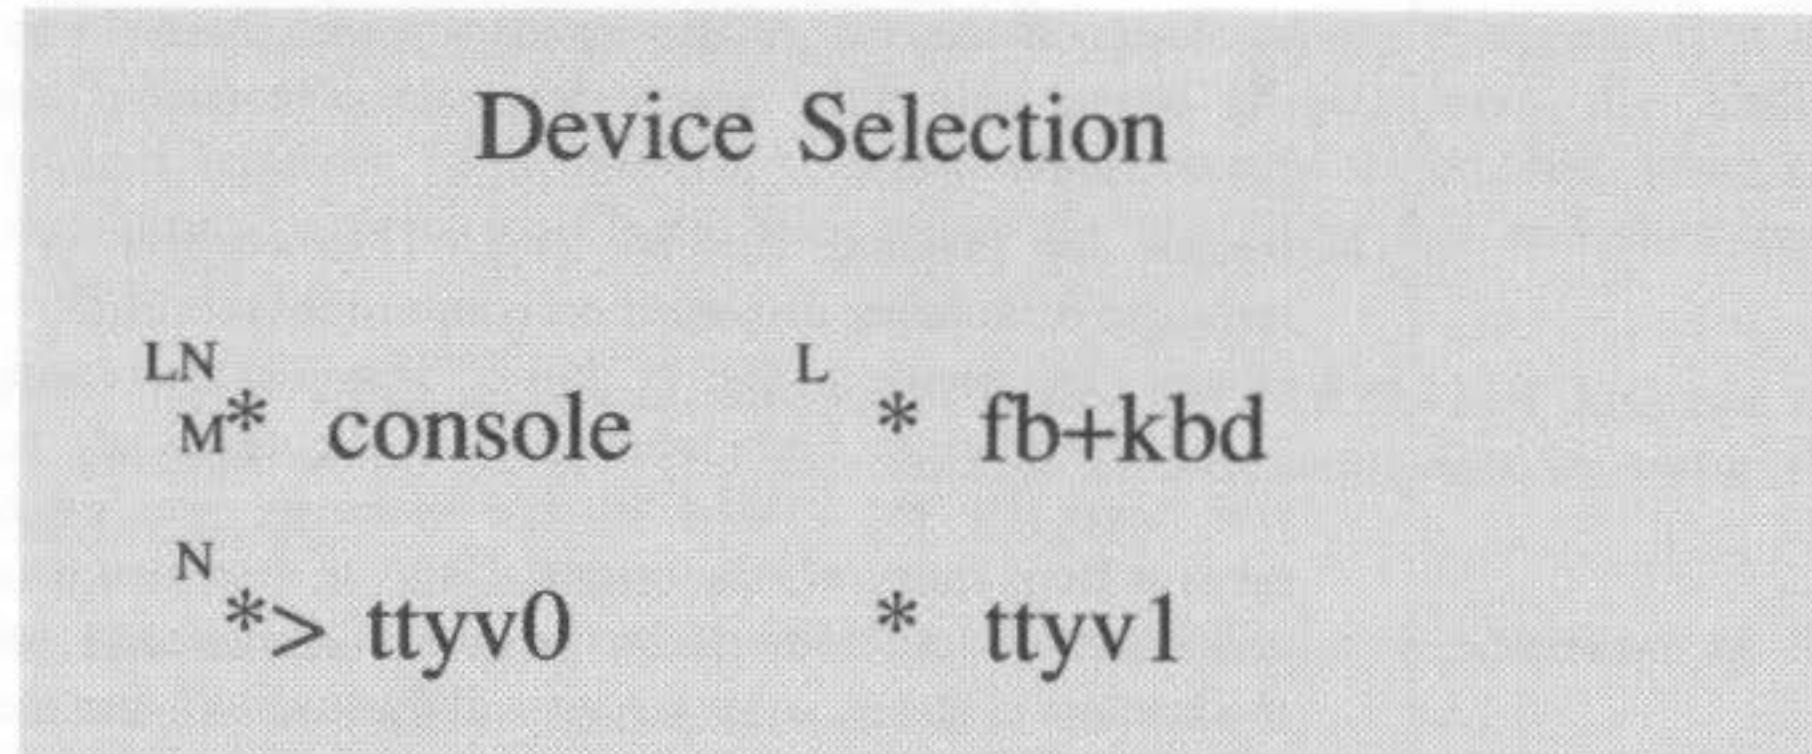 Device Selection
LN L
M* console * fb+kbd
N
*> ttyv0 * ttyv1